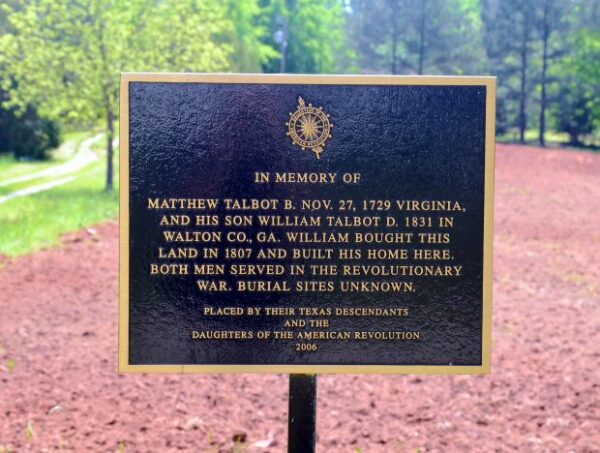 IN MEMORY OF
MATTHEW TALBOT B. NOV. 27, 1729 VIRGINIA,
AND HIS SON WILLIAM TALBOT D. 1831 IN
WALTON CO., GA. WILLIAM BOUGHT THIS
LAND IN 1807 AND BUILT HIS HOME HERE.
BOTH MEN SERVED IN THE REVOLUTIONARY
WAR. BURIAL SITES UNKNOWN.
PLACED BY THEIR TEXAS DESCENDANTS
AND THE
DAUGHTERS OF THE AMERICAN REVOLUTION
2006